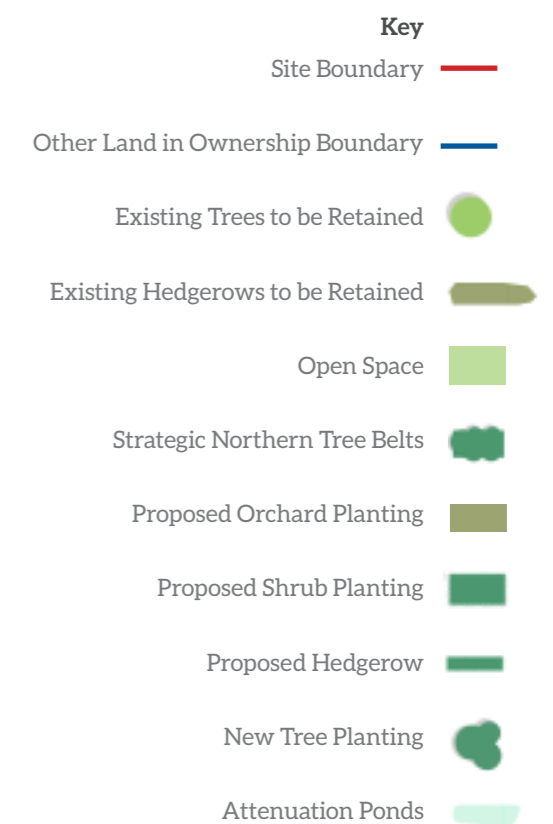 Key
Site Boundary
Other Land in Ownership Boundary
Existing Trees to be Retained
Existing Hedgerows to be Retained
Open Space
Strategic Northern Tree Belts
Proposed Orchard Planting
Proposed Shrub Planting
Proposed Hedgerow
New Tree Planting
Attenuation Ponds